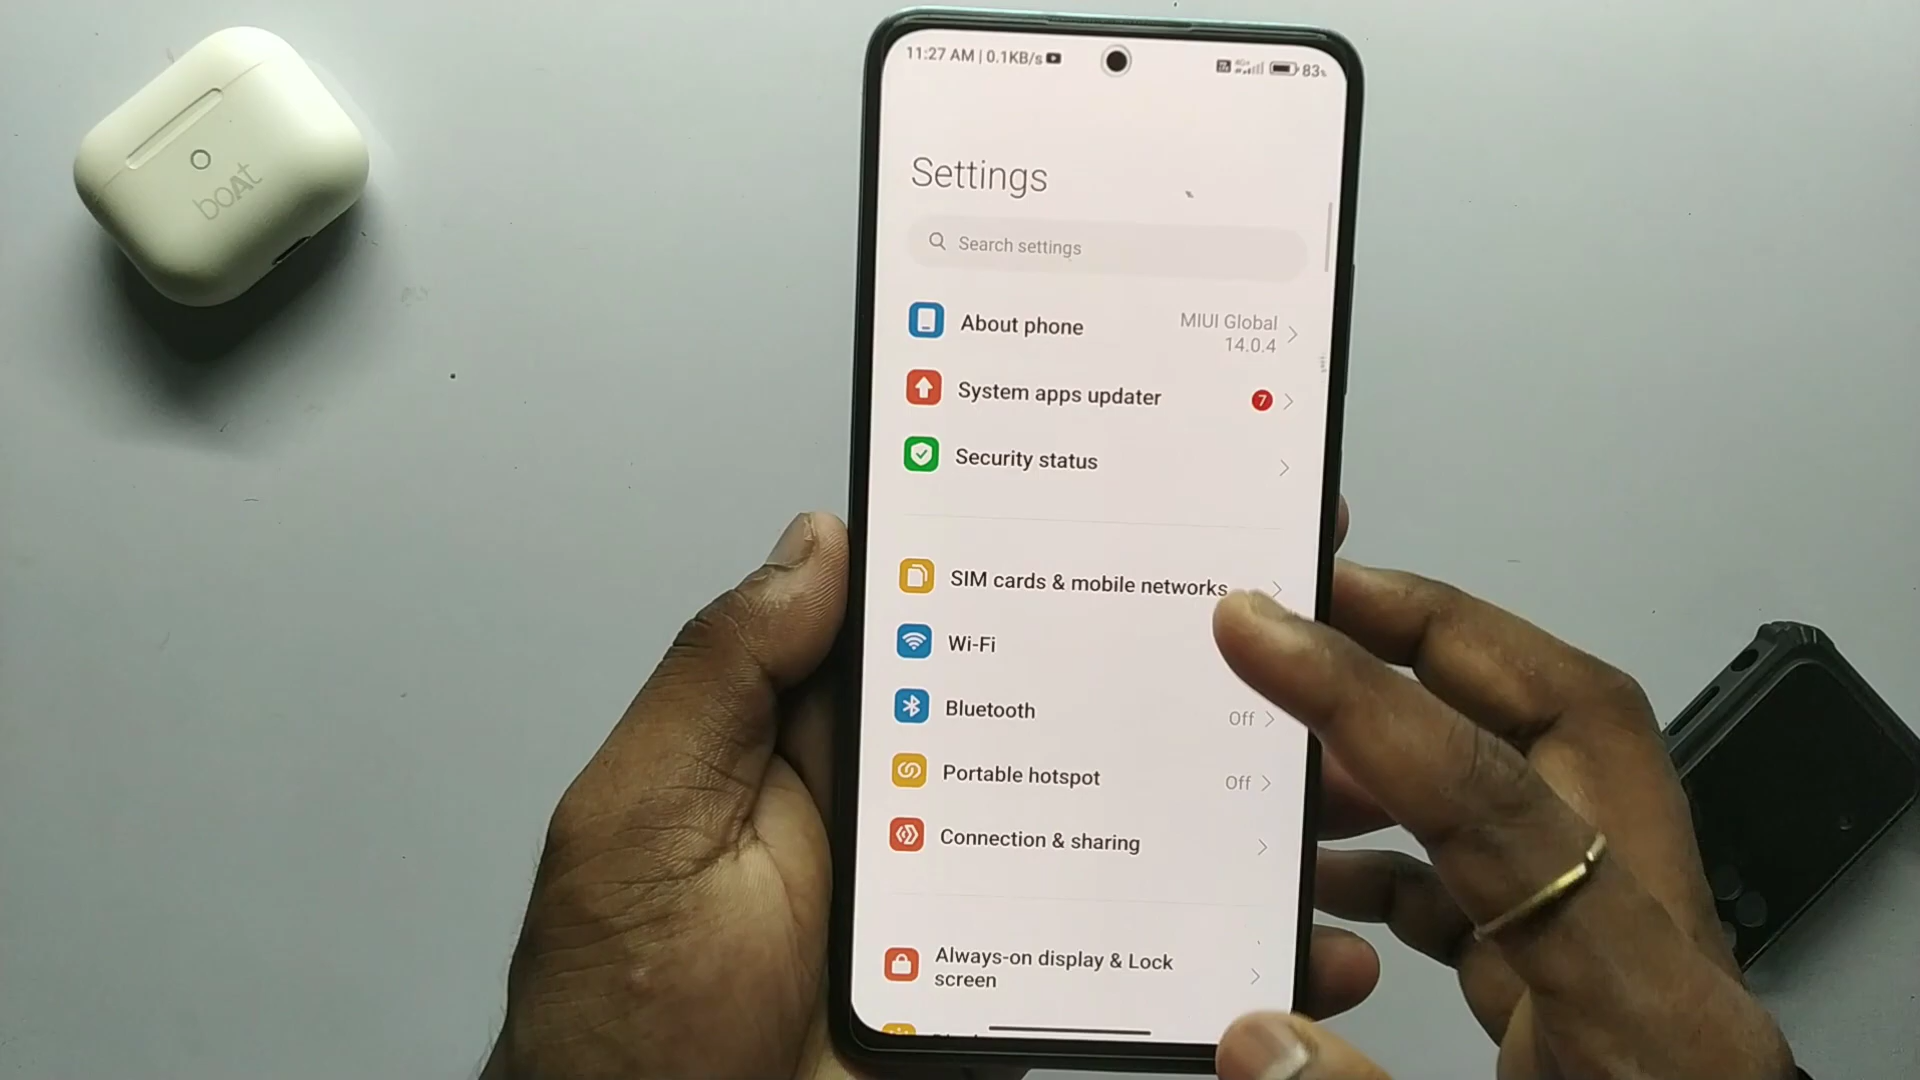 boAt
11:27 AM | 0.1KB/s
83
Settings
Search settings
About phone
MIUI Global
14.0.4
System apps updater
7
Security status
SIM cards & mobile networks
Wi-Fi
Bluetooth
Off
Portable hotspot
Off
Connection & sharing
Always-on display & Lock
screen